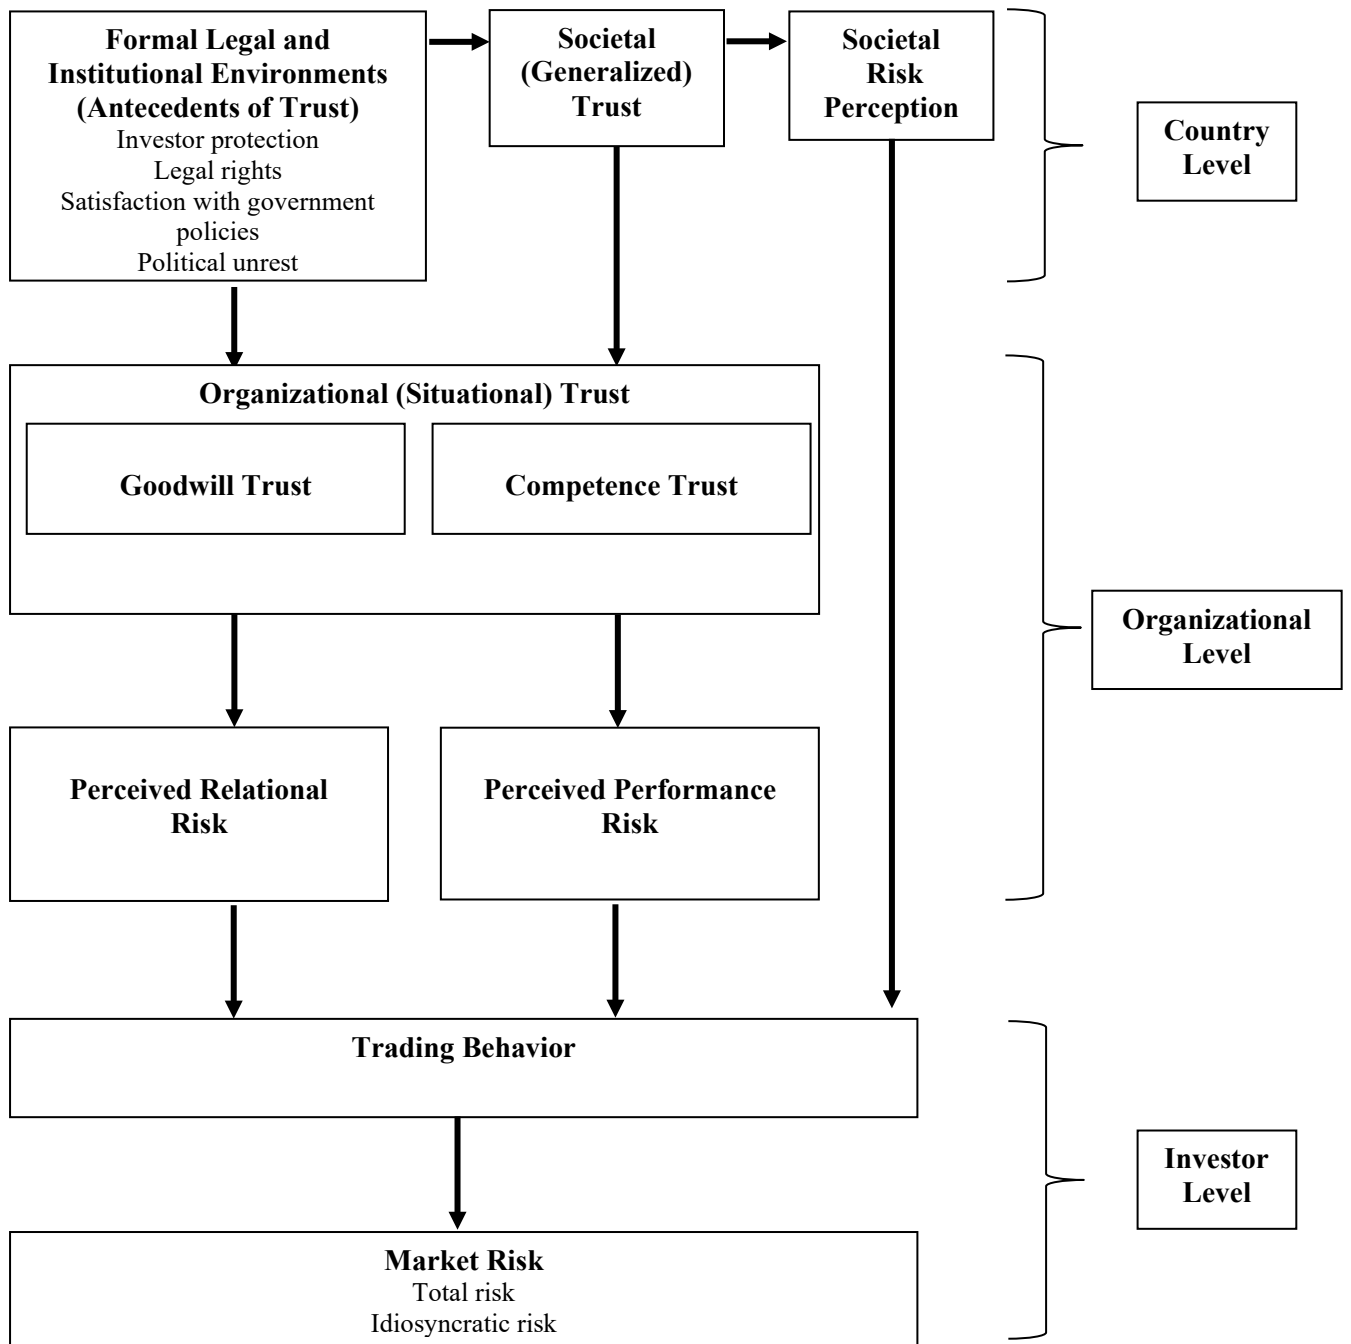 Formal Legal and
Institutional Environments
(Antecedents of Trust)
Investor protection
Legal rights
Satisfaction with government
policies
Political unrest
Societal
(Generalized)
Trust
Societal
Risk
Perception
Country
Level
Organizational (Situational) Trust
Goodwill Trust
Competence Trust
Organizational
Level
Perceived Relational
Risk
Perceived Performance
Risk
Trading Behavior
Investor
Level
Market Risk
Total risk
Idiosyncratic risk